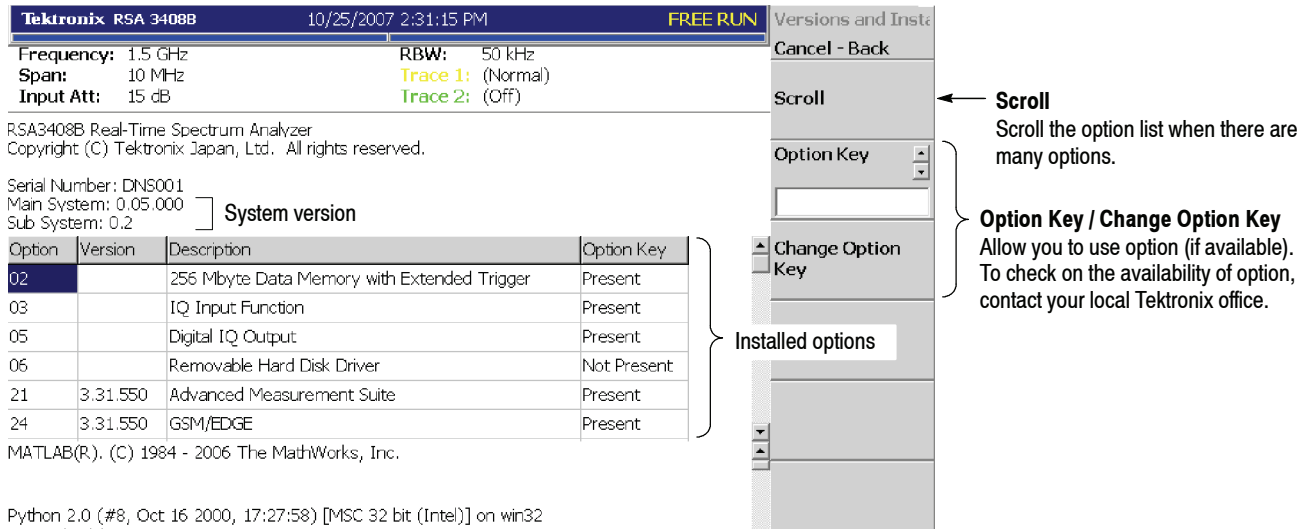 Tektronix RSA 3408B 10/25/2007 2:31:15 PM FREE RUN
Frequency: 1.5 GHz RBW: 50 kHz
Span: 10 MHz Trace 1: (Normal)
Input Att: 15 dB Trace 2: (Off)
RSA3408B Real-Time Spectrum Analyzer
Copyright (C) Tektronix Japan, Ltd. All rights reserved.
Serial Number: DNS001
Main System: 0.05.000
Sub System: 0.2
System version
Option Version Description Option Key
02 256 Mbyte Data Memory with Extended Trigger Present
03 IQ Input Function Present
05 Digital IQ Output Present
06 Removable Hard Disk Driver Not Present
21 3.31.550 Advanced Measurement Suite Present
24 3.31.550 GSM/EDGE Present
Installed options
MATLAB(R). (C) 1984 - 2006 The MathWorks, Inc.
Python 2.0 (#8, Oct 16 2000, 17:27:58) [MSC 32 bit (Intel)] on win32
Versions and Insta
Cancel - Back
Scroll
Option Key
Change Option
Key
Scroll
Scroll the option list when there are
many options.
Option Key / Change Option Key
Allow you to use option (if available).
To check on the availability of option,
contact your local Tektronix office.